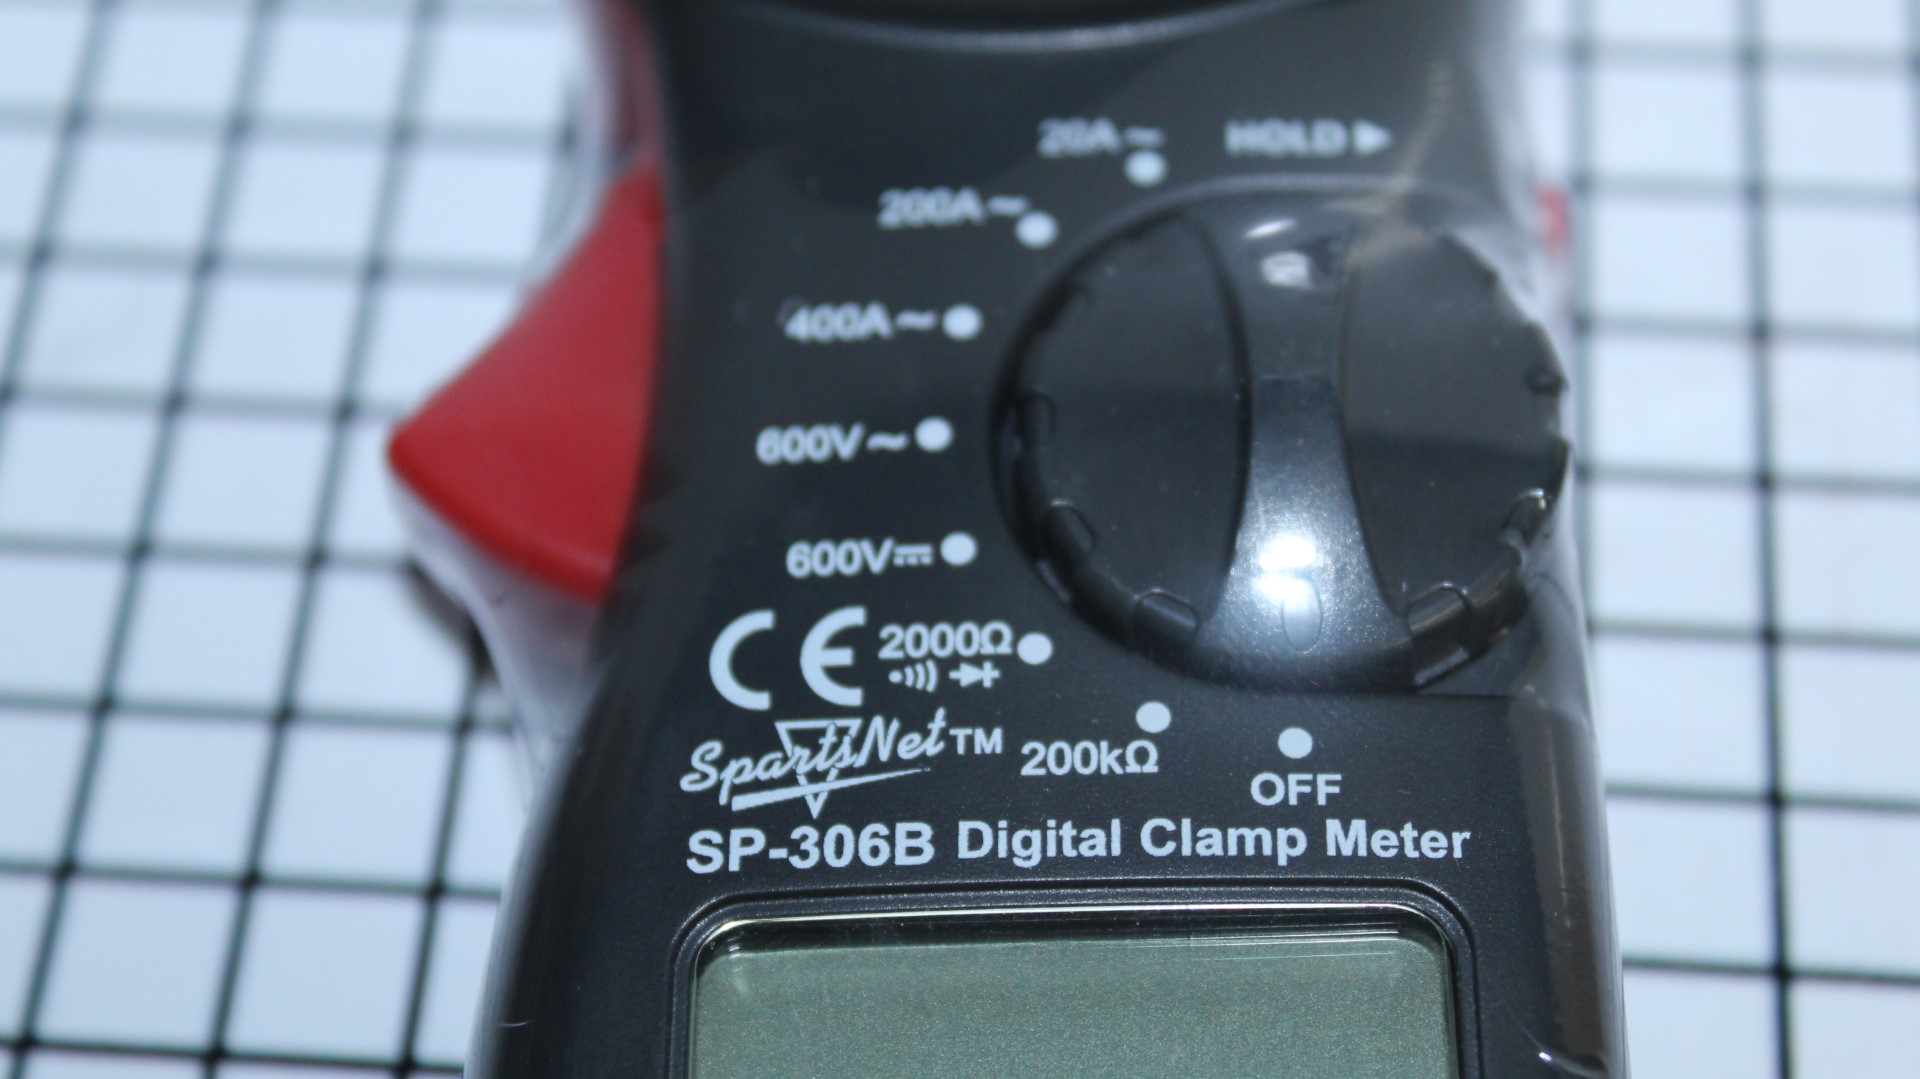 20A~ HOLD ▶
200A~
400A~
600V~
600V⎓
CE 2000Ω
SpartsNet™ 200kΩ
OFF
SP-306B Digital Clamp Meter